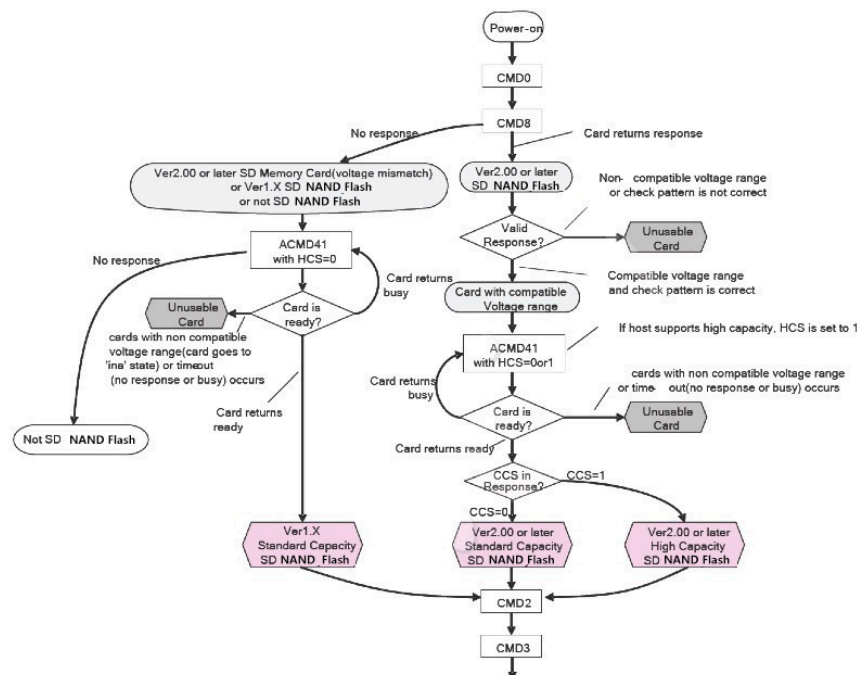 Power-on
CMD0
CMD8
No response
Card returns response
Ver2.00 or later SD Memory Card(voltage mismatch)
or Ver1.X SD NAND Flash
or not SD NAND Flash
Ver2.00 or later
SD NAND Flash
Non- compatible voltage range
or check pattern is not correct
ACMD41
with HCS=0
Valid
Response?
Unusable
Card
No response
Card returns
busy
Compatible voltage range
and check pattern is correct
Unusable
Card
Card is
ready?
Card with compatible
Voltage range
cards with non compatible
voltage range(card goes to
'ina' state) or timeout
(no response or busy) occurs
ACMD41
with HCS=0or1
If host supports high capacity, HCS is set to 1
Card returns
busy
cards with non compatible voltage range
or time- out(no response or busy) occurs
Card returns
ready
Card is
ready?
Unusable
Card
Not SD NAND Flash
Card returns ready
CCS in
Response?
CCS=1
CCS=0
Ver1.X
Standard Capacity
SD NAND Flash
Ver2.00 or later
Standard Capacity
SD NAND Flash
Ver2.00 or later
High Capacity
SD NAND Flash
CMD2
CMD3